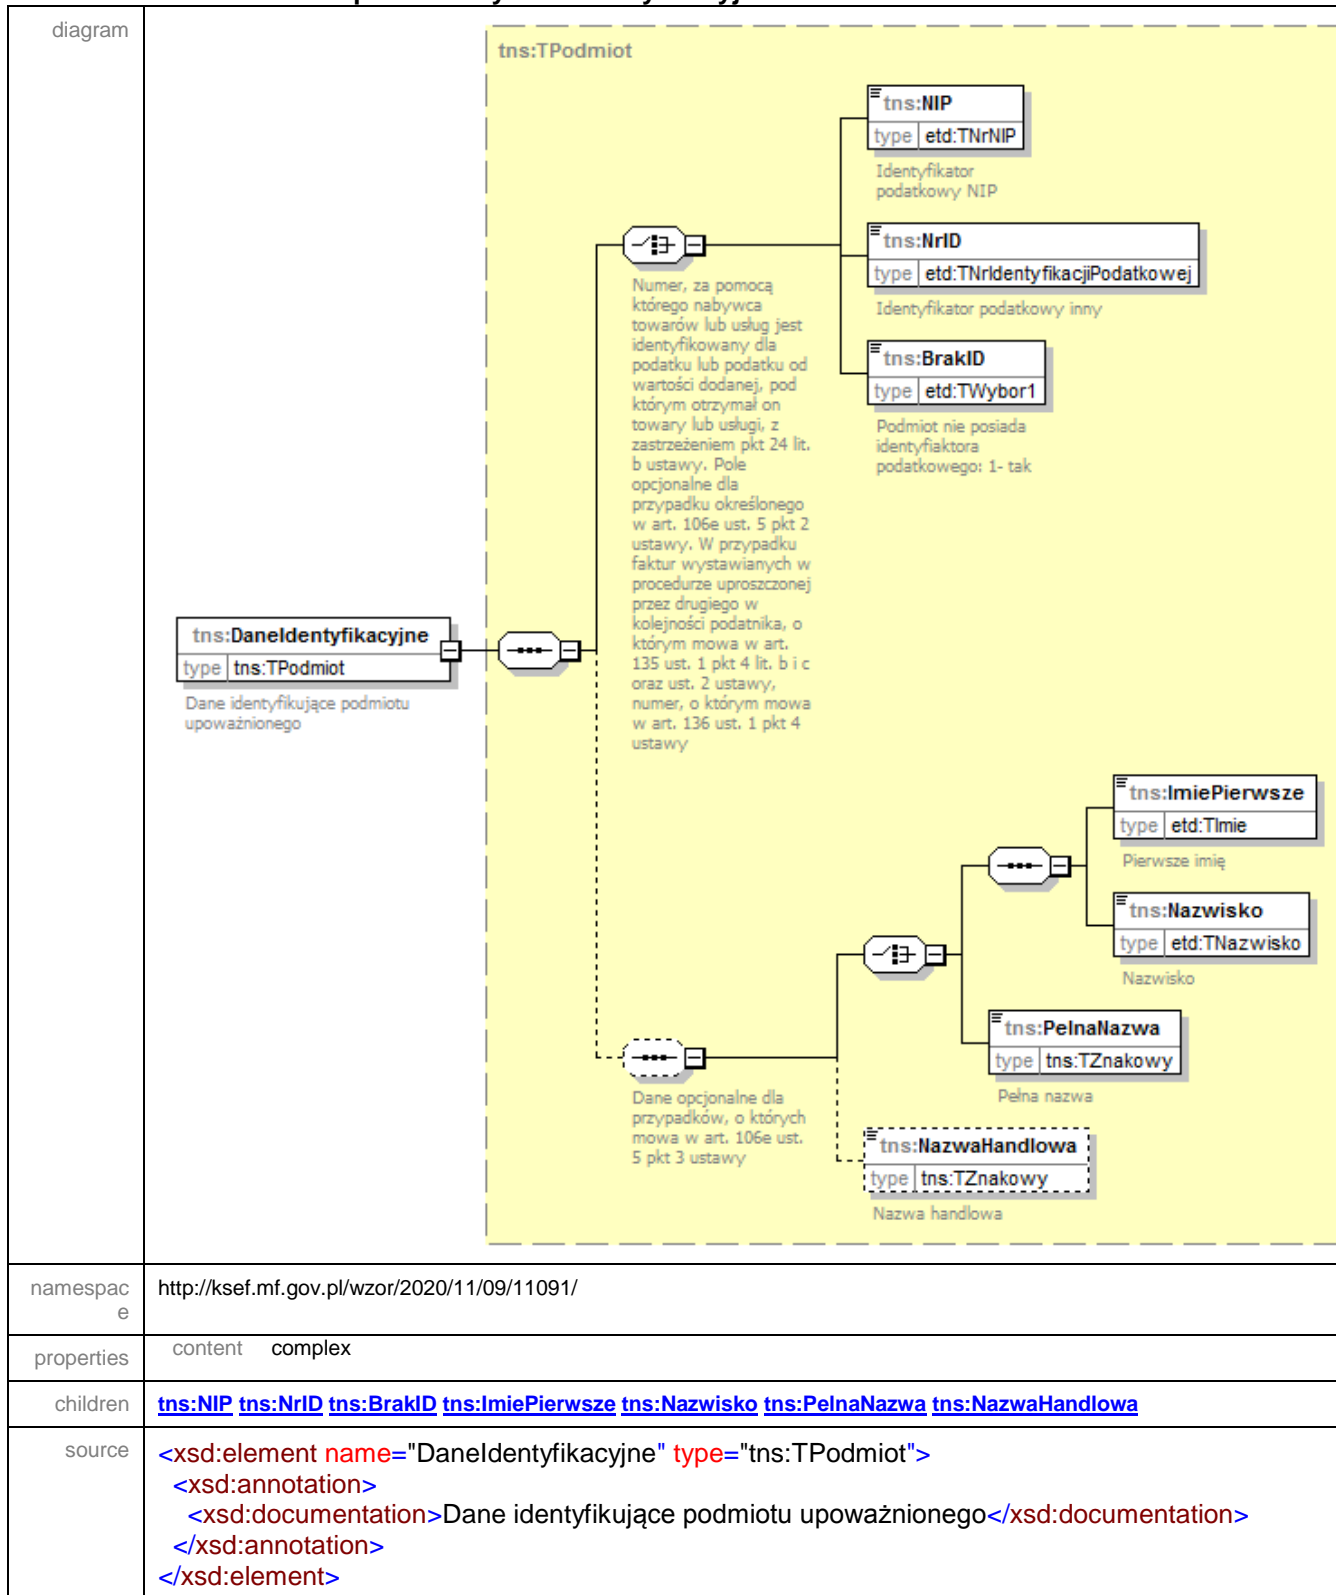 diagram
tns:TPodmiot
tns:NIP
type etd:TNrNIP
Identyfikator
podatkowy NIP
tns:NrID
type etd:TNrIdentyfikacjiPodatkowej
Identyfikator podatkowy inny
tns:BrakID
type etd:TWybor1
Podmiot nie posiada
identyfiaktora
podatkowego: 1- tak
Numer, za pomocą
którego nabywca
towarów lub usług jest
identyfikowany dla
podatku lub podatku od
wartości dodanej, pod
którym otrzymał on
towary lub usługi, z
zastrzeżeniem pkt 24 lit.
b ustawy. Pole
opcjonalne dla
przypadku określonego
w art. 106e ust. 5 pkt 2
ustawy. W przypadku
faktur wystawianych w
procedurze uproszczonej
przez drugiego w
kolejności podatnika, o
którym mowa w art.
135 ust. 1 pkt 4 lit. b i c
oraz ust. 2 ustawy,
numer, o którym mowa
w art. 136 ust. 1 pkt 4
ustawy
tns:DaneIdentyfikacyjne
type tns:TPodmiot
Dane identyfikujące podmiotu
upoważnionego
tns:ImiePierwsze
type etd:TImie
Pierwsze imię
tns:Nazwisko
type etd:TNazwisko
Nazwisko
tns:PelnaNazwa
type tns:TZnakowy
Pełna nazwa
Dane opcjonalne dla
przypadków, o których
mowa w art. 106e ust.
5 pkt 3 ustawy
tns:NazwaHandlowa
type tns:TZnakowy
Nazwa handlowa
namespac
e
http://ksef.mf.gov.pl/wzor/2020/11/09/11091/
properties content complex
children tns:NIP tns:NrID tns:BrakID tns:ImiePierwsze tns:Nazwisko tns:PelnaNazwa tns:NazwaHandlowa
source <xsd:element name="DaneIdentyfikacyjne" type="tns:TPodmiot">
<xsd:annotation>
<xsd:documentation>Dane identyfikujące podmiotu upoważnionego</xsd:documentation>
</xsd:annotation>
</xsd:element>